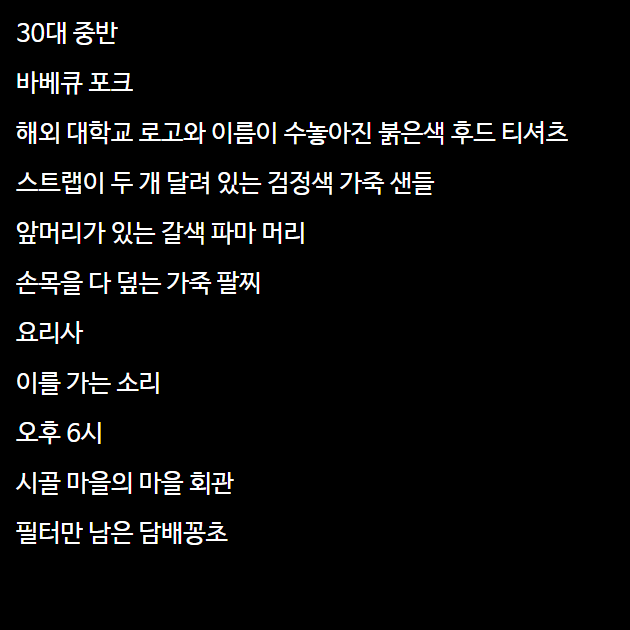 30대 중반
바베큐 포크
해외 대학교 로고와 이름이 수놓아진 붉은색 후드 티셔츠
스트랩이 두 개 달려 있는 검정색 가죽 샌들
앞머리가 있는 갈색 파마 머리
손목을 다 덮는 가죽 팔찌
요리사
이를 가는 소리
오후 6시
시골 마을의 마을 회관
필터만 남은 담배꽁초